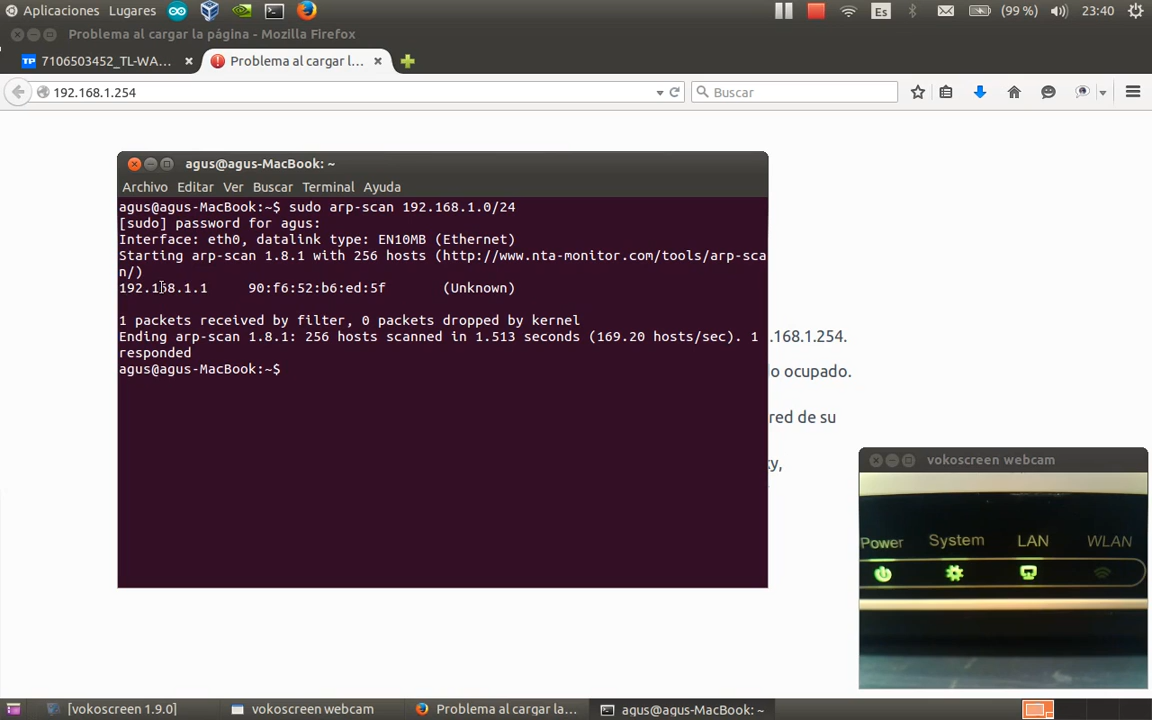 Aplicaciones Lugares Es (99 %) 23:40
Problema al cargar la página - Mozilla Firefox
TP 7106503452_TL-WA... Problema al cargar l...
192.168.1.254 Buscar
agus@agus-MacBook: ~
Archivo Editar Ver Buscar Terminal Ayuda
agus@agus-MacBook:~$ sudo arp-scan 192.168.1.0/24
[sudo] password for agus:
Interface: eth0, datalink type: EN10MB (Ethernet)
Starting arp-scan 1.8.1 with 256 hosts (http://www.nta-monitor.com/tools/arp-sca
n/)
192.168.1.1 90:f6:52:b6:ed:5f (Unknown)
1 packets received by filter, 0 packets dropped by kernel
Ending arp-scan 1.8.1: 256 hosts scanned in 1.513 seconds (169.20 hosts/sec). 1
responded
agus@agus-MacBook:~$
.168.1.254.
o ocupado.
red de su
vokoscreen webcam
Power System LAN WLAN
[vokoscreen 1.9.0] vokoscreen webcam Problema al cargar la... agus@agus-MacBook: ~